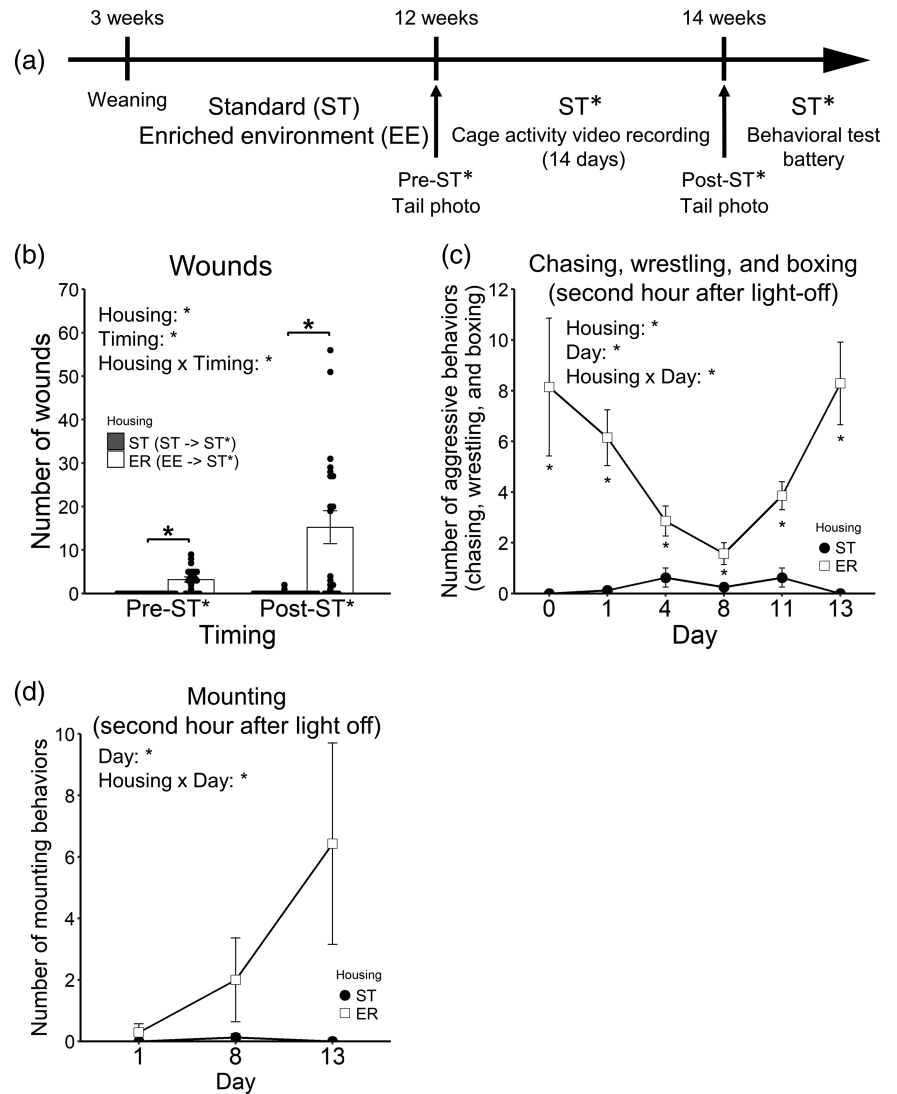 (a)
3 weeks
12 weeks
14 weeks
Weaning
Standard (ST)
Enriched environment (EE)
ST*
Cage activity video recording
(14 days)
ST*
Behavioral test
battery
Pre-ST*
Tail photo
Post-ST*
Tail photo
(b)
Wounds
Number of wounds
70
60
50
40
30
20
10
0
Housing: *
Timing: *
Housing x Timing: *
Housing
ST (ST -> ST*)
ER (EE -> ST*)
*
*
Pre-ST*
Post-ST*
Timing
(c)
Chasing, wrestling, and boxing
(second hour after light-off)
Number of aggressive behaviors
(chasing, wrestling, and boxing)
12
10
8
6
4
2
0
Housing: *
Day: *
Housing x Day: *
*
*
*
*
*
*
Housing
ST
ER
0 1 4 8 11 13
Day
(d)
Mounting
(second hour after light off)
Number of mounting behaviors
10
8
6
4
2
0
Day: *
Housing x Day: *
Housing
ST
ER
1 8 13
Day